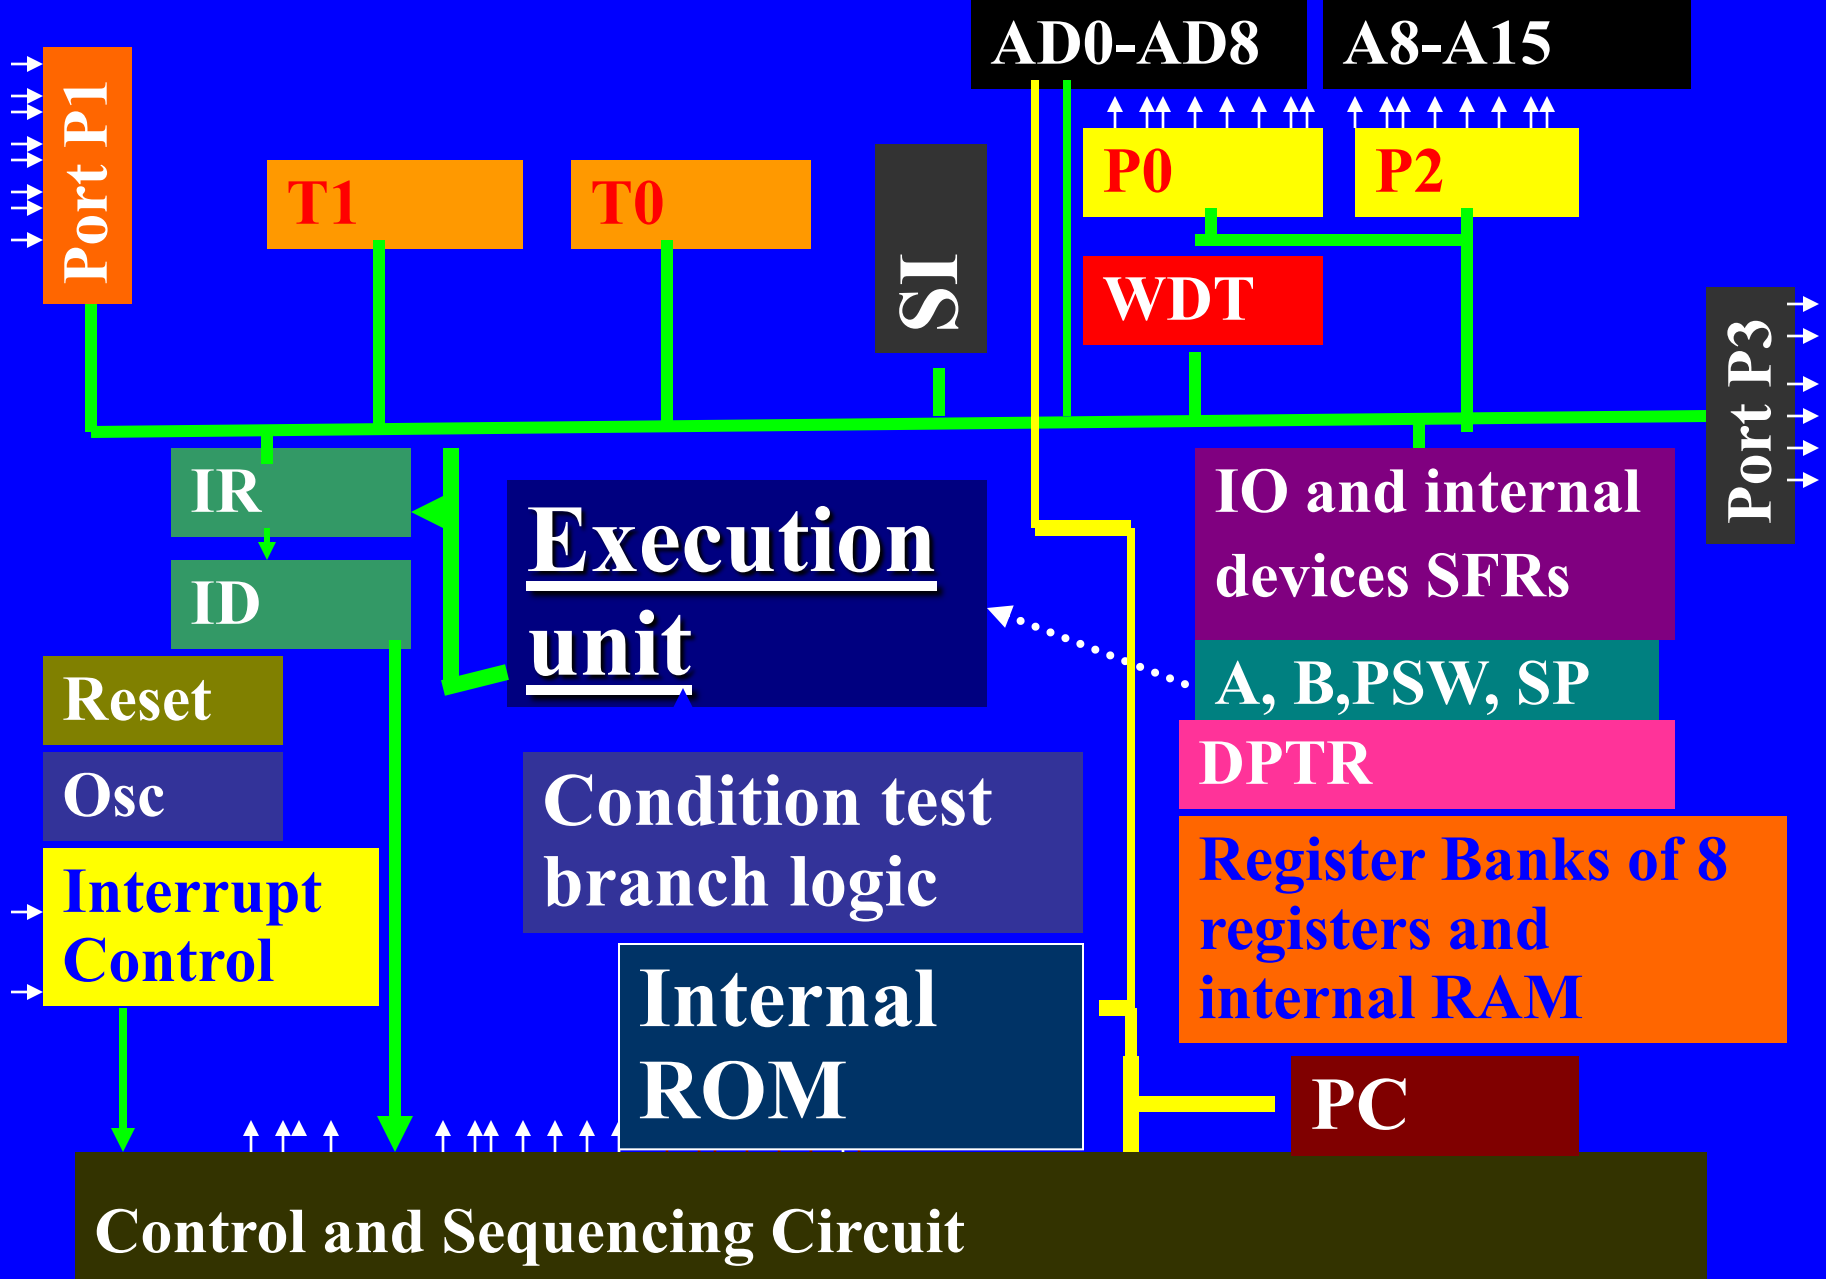 AD0-AD8
A8-A15
Port P1
T1
T0
SI
P0
P2
WDT
Port P3
IR
ID
Execution
unit
IO and internal
devices SFRs
A, B,PSW, SP
DPTR
Reset
Osc
Interrupt
Control
Condition test
branch logic
Register Banks of 8
registers and
internal RAM
Internal
ROM
PC
Control and Sequencing Circuit